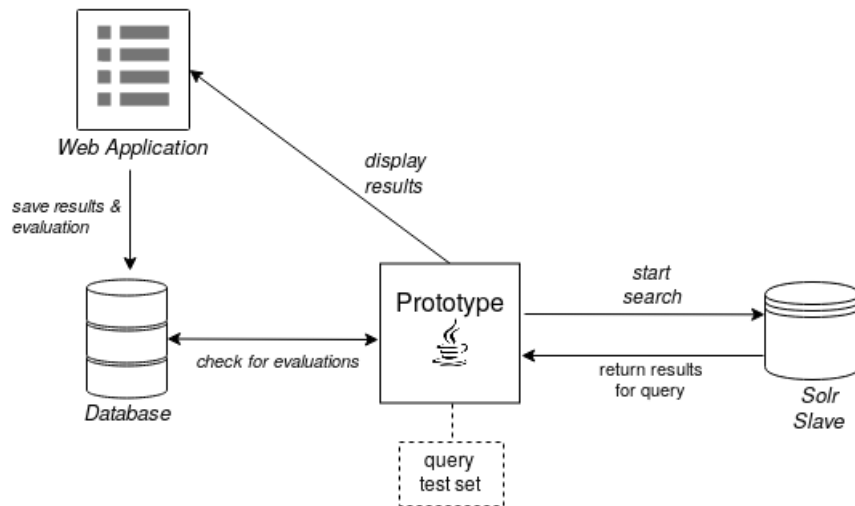 Web Application
display
results
save results &
evaluation
Prototype
start
search
check for evaluations
return results
for query
Database
Solr
Slave
query
test set